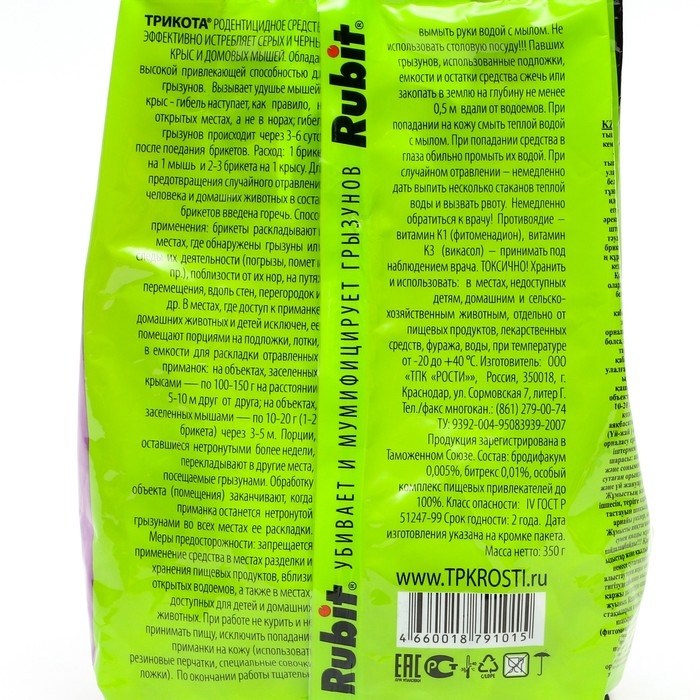 ТРИКОТА® РОДЕНТИЦИДНОЕ СРЕДСТВ
ЭФФЕКТИВНО ИСТРЕБЛЯЕТ СЕРЫХ И ЧЕРНЫ
КРЫС И ДОМОВЫХ МЫШЕЙ. Облада
высокой привлекающей способностью д
грызунов. Вызывает удушье мышей
крыс – гибель наступает, как правило, н
открытых местах, а не в норах; гибель
грызунов происходит через 3-6 суто
после поедания брикетов. Расход: 1 брике
на 1 мышь и 2-3 брикета на 1 крысу. Дл
предотвращения случайного отравлени
человека и домашних животных в соста
брикетов введена горечь. Спосо
применения: брикеты раскладывают
местах, где обнаружены грызуны или
следы их деятельности (погрызы, помет и
пр.), поблизости от их нор, на путях
перемещения, вдоль стен, перегородок и
др. В местах, где доступ к приманке
домашних животных и детей исключен, ее
помещают порциями на подложки, лотки,
в емкости для раскладки отравленных
приманок: на объектах, заселенных
крысами — по 100-150 г на расстоянии
5-10 м друг от друга; на объектах,
заселенных мышами — по 10-20 г (1-2
брикета) через 3-5 м. Порции,
оставшиеся нетронутыми более недели,
перекладывают в другие места,
посещаемые грызунами. Обработку
объекта (помещения) заканчивают, когда
приманка останется нетронутой
грызунами во всех местах ее раскладки.
Меры предосторожности: запрещается
применение средства в местах разделки и
хранения пищевых продуктов, вблизи
открытых водоемов, а также в местах,
доступных для детей и домашних
животных. При работе не курить и не
принимать пищу, исключить попадани
приманки на кожу (использоват
резиновые перчатки, специальные совочк
ложки). По окончании работы тщательн
Rubit® УБИВАЕТ И МУМИФИЦИРУЕТ ГРЫЗУНОВ Rubit®
вымыть руки водой с мылом. Не
использовать столовую посуду!!! Павших
грызунов, использованные подложки,
емкости и остатки средства сжечь или
закопать в землю на глубину не менее
0,5 м вдали от водоемов. При
попадании на кожу смыть теплой водой
с мылом. При попадании средства в
глаза обильно промыть их водой. При
случайном отравлении – немедленно
дать выпить несколько стаканов теплой
воды и вызвать рвоту. Немедленно
обратиться к врачу! Противоядие –
витамин К1 (фитоменадион), витамин
К3 (викасол) – принимать под
наблюдением врача. ТОКСИЧНО! Хранить
и использовать: в местах, недоступных
детям, домашним и сельско-
хозяйственным животным, отдельно от
пищевых продуктов, лекарственных
средств, фуража, воды, при температуре
от -20 до +40 °С. Изготовитель: ООО
«ТПК «РОСТИ»», Россия, 350018, г.
Краснодар, ул. Сормовская 7, литер Г.
Тел./факс многокан.: (861) 279-00-74
ТУ: 9392-004-95083939-2007
Продукция зарегистрирована в
Таможенном Союзе. Состав: бродифакум
0,005%, битрекс 0,01%, особый
комплекс пищевых привлекателей до
100%. Класс опасности: IV ГОСТ Р
51247-99 Срок годности: 2 года. Дата
изготовления указана на кромке пакета.
Масса нетто: 350 г
www.TPKROSTI.ru
4 660018 791015
EAC